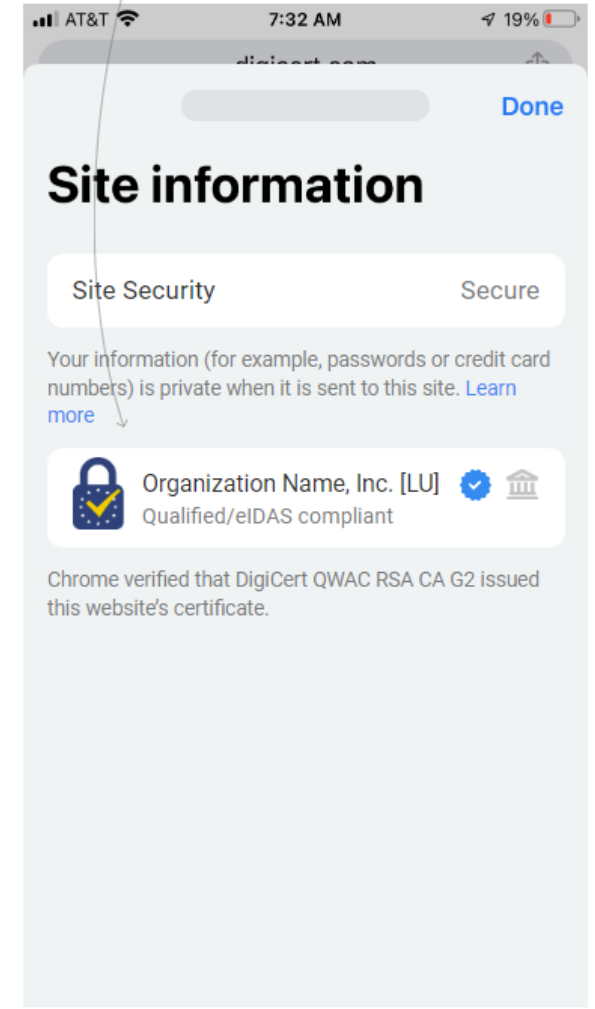 AT&T 7:32 AM 19%
digicert.com
Done
Site information
Site Security Secure
Your information (for example, passwords or credit card
numbers) is private when it is sent to this site. Learn
more
Organization Name, Inc. [LU]
Qualified/eIDAS compliant
Chrome verified that DigiCert QWAC RSA CA G2 issued
this website's certificate.